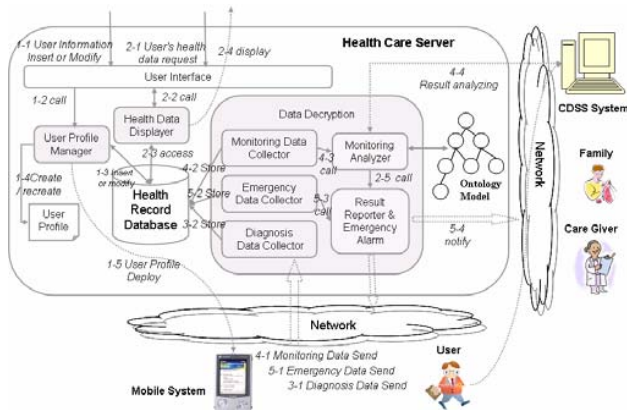 1-1 User Information
Insert or Modify
2-1 User's health
data request
2-4 display
Health Care Server
User Interface
4-4
Result analyzing
CDSS System
1-2 call
2-2 call
Data Decryption
Health Data
Displayer
User Profile
Manager
Monitoring Data
Collector
Monitoring
Analyzer
4-3
call
2-3 access
4-2 Store
2-5 call
Ontology
Model
Network
Family
1-4Create
/ recreate
1-3 Insert
or modify
Health
Record
Database
5-2 Store
Emergency
Data Collector
5-3
call
Result
Reporter &
Emergency
Alarm
Care Giver
User
Profile
3-2 Store
Diagnosis
Data Collector
5-4
notify
1-5 User Profile
Deploy
Network
User
Mobile System
4-1 Monitoring Data Send
5-1 Emergency Data Send
3-1 Diagnosis Data Send